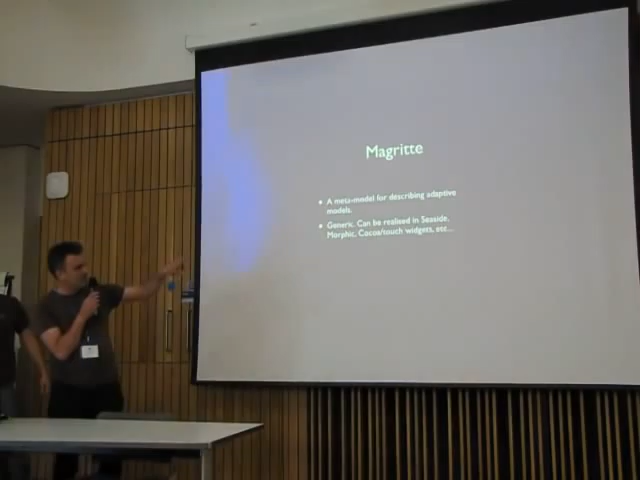 Magritte
• A meta-model for describing adaptive
models.
• Generic. Can be realised in Seaside,
Morphic, Cocoa/touch widgets, etc...